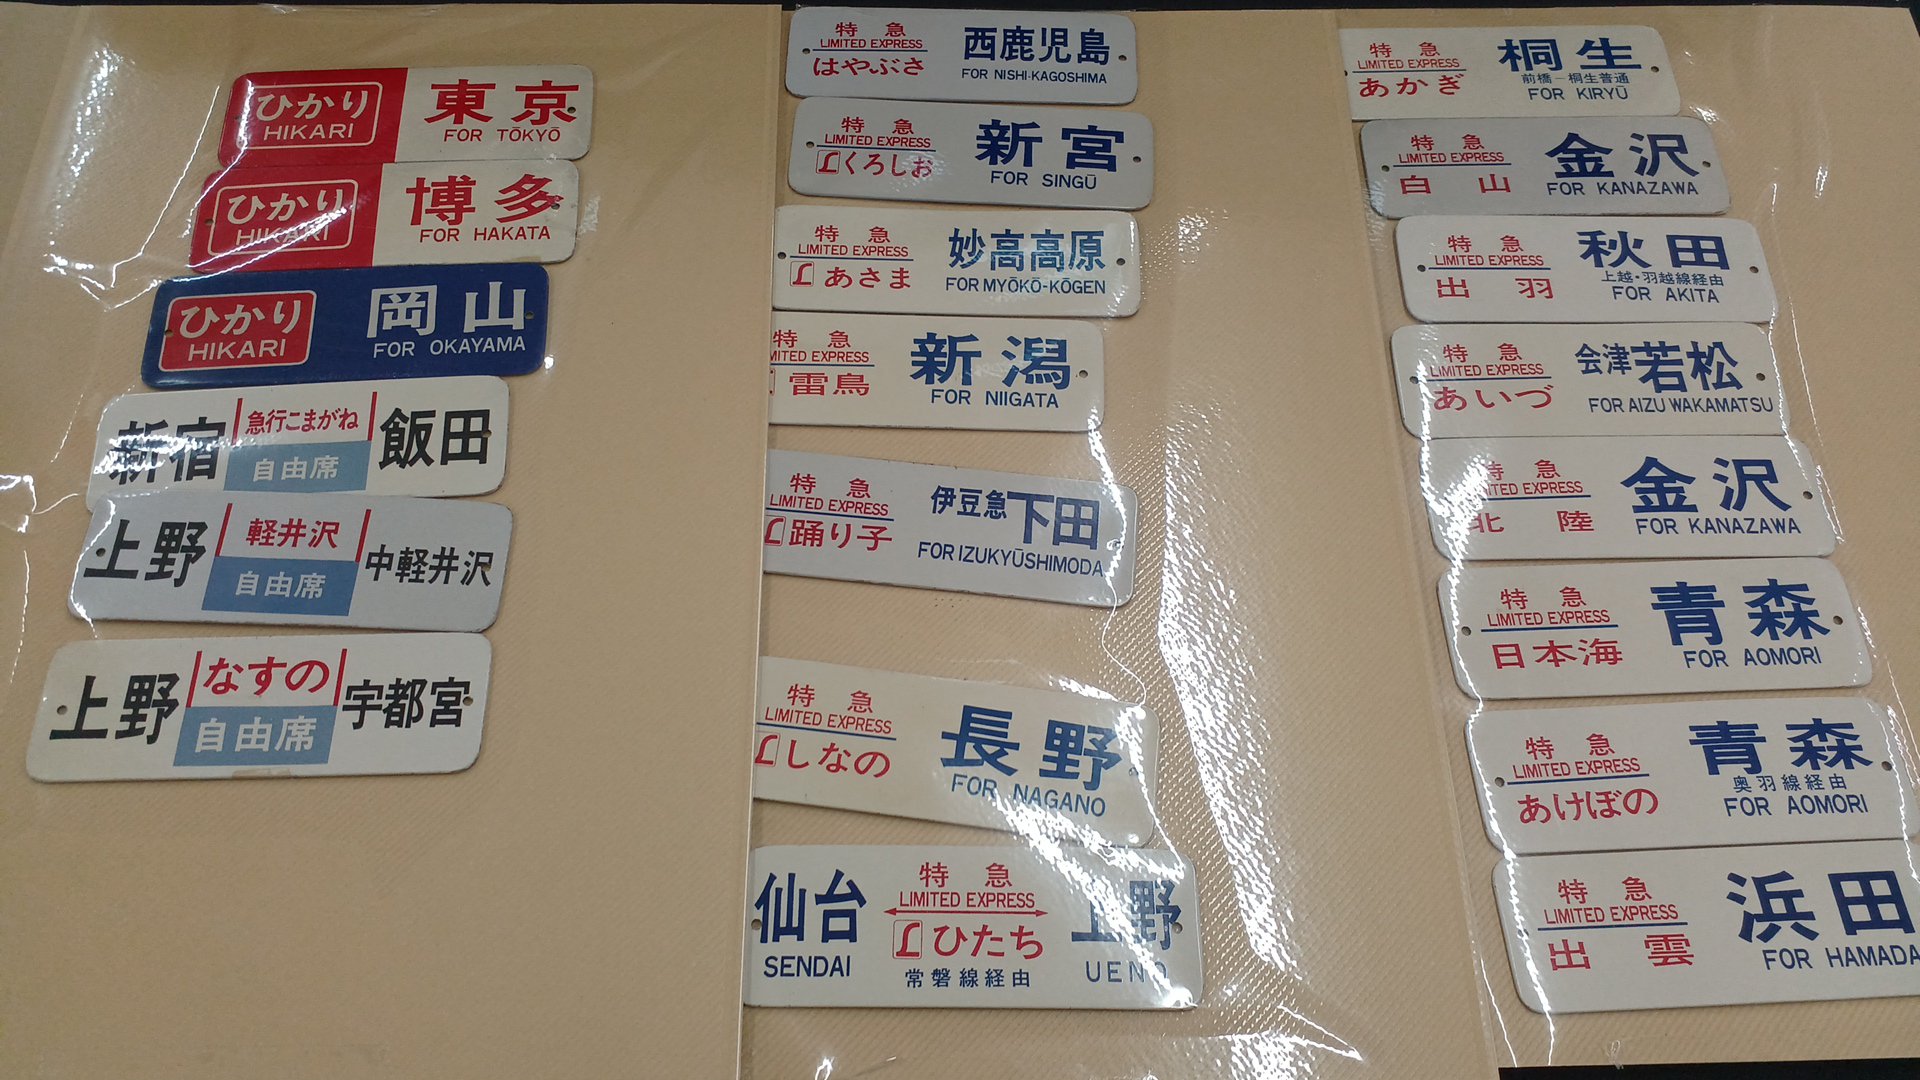 ひかり
HIKARI
東京
FOR TŌKYŌ
ひかり
HIKARI
博多
FOR HAKATA
ひかり
HIKARI
岡山
FOR OKAYAMA
新宿
急行こまがね
自由席
飯田
上野
軽井沢
自由席
中軽井沢
上野
なすの
自由席
宇都宮
特急
LIMITED EXPRESS
はやぶさ
西鹿児島
FOR NISHI-KAGOSHIMA
特急
LIMITED EXPRESS
L くろしお
新宮
FOR SINGŪ
特急
LIMITED EXPRESS
L あさま
妙高高原
FOR MYŌKŌ-KŌGEN
特急
MITED EXPRESS
雷鳥
新潟
FOR NIIGATA
特急
LIMITED EXPRESS
L 踊り子
伊豆急下田
FOR IZUKYŪSHIMODA
特急
LIMITED EXPRESS
L しなの
長野
FOR NAGANO
仙台
SENDAI
特急
LIMITED EXPRESS
L ひたち
常磐線経由
上野
UENO
特急
LIMITED EXPRESS
あかぎ
桐生
前橋-桐生普通
FOR KIRYŪ
特急
LIMITED EXPRESS
白山
金沢
FOR KANAZAWA
特急
LIMITED EXPRESS
出羽
秋田
上越・羽越線経由
FOR AKITA
特急
LIMITED EXPRESS
あいづ
会津若松
FOR AIZU WAKAMATSU
特急
LIMITED EXPRESS
北陸
金沢
FOR KANAZAWA
特急
LIMITED EXPRESS
日本海
青森
FOR AOMORI
特急
LIMITED EXPRESS
あけぼの
青森
奥羽線経由
FOR AOMORI
特急
LIMITED EXPRESS
出雲
浜田
FOR HAMADA